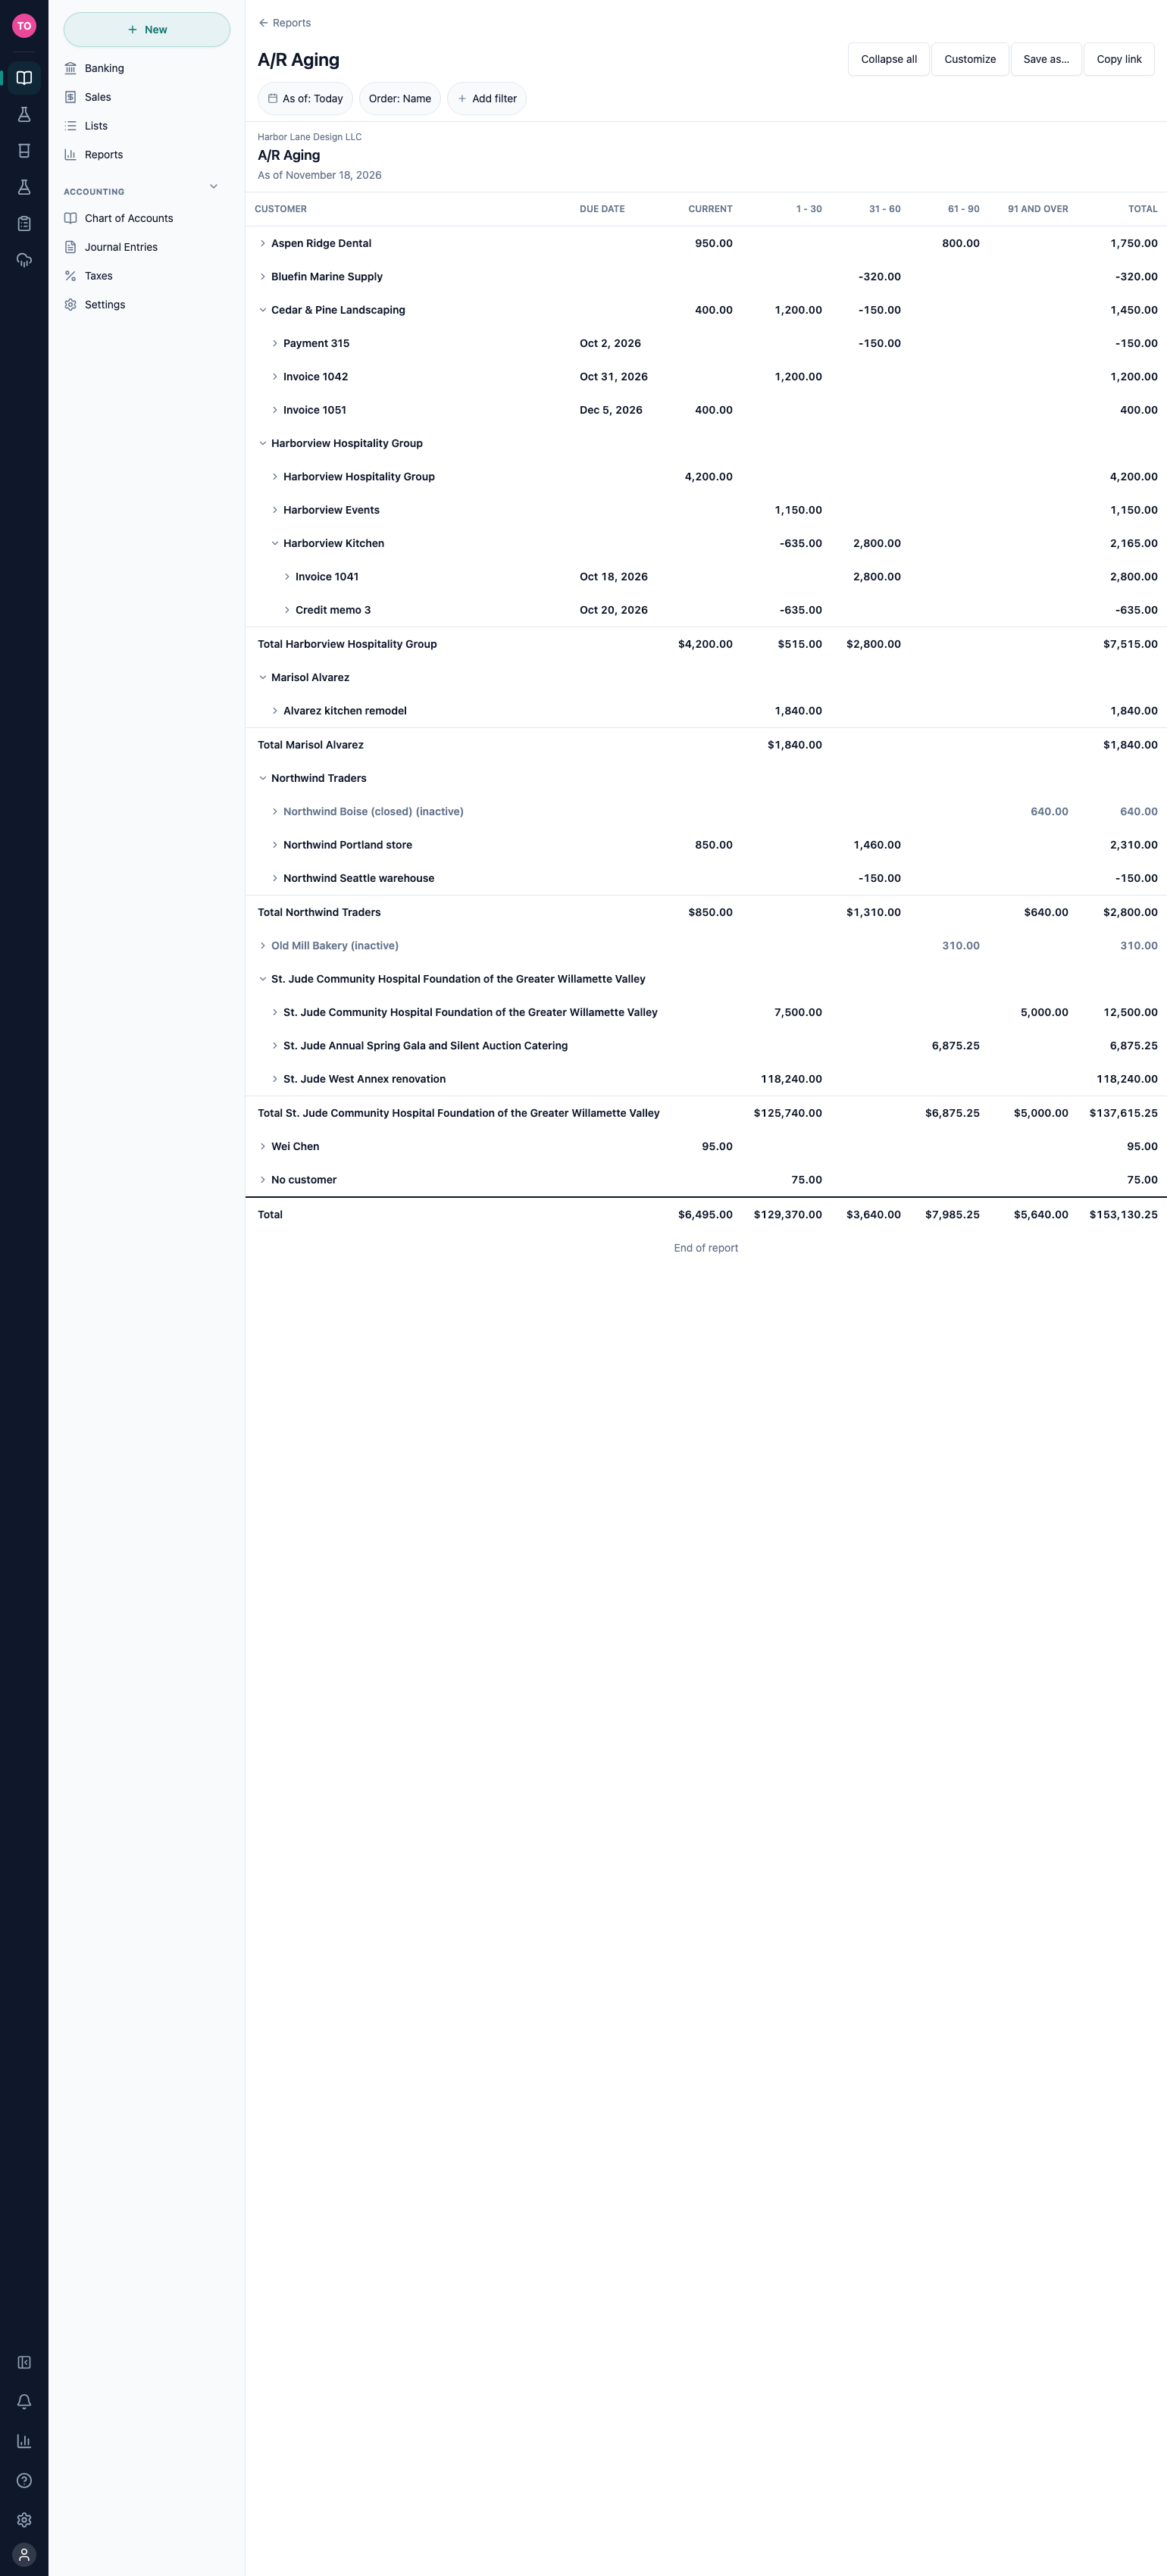 TO
New
Banking
Sales
Lists
Reports
ACCOUNTING
Chart of Accounts
Journal Entries
Taxes
Settings
Reports
A/R Aging
Collapse all Customize Save as... Copy link
As of: Today Order: Name Add filter
Harbor Lane Design LLC
A/R Aging
As of November 18, 2026
CUSTOMER DUE DATE CURRENT 1 - 30 31 - 60 61 - 90 91 AND OVER TOTAL
Aspen Ridge Dental 950.00 800.00 1,750.00
Bluefin Marine Supply -320.00 -320.00
Cedar & Pine Landscaping 400.00 1,200.00 -150.00 1,450.00
Payment 315 Oct 2, 2026 -150.00 -150.00
Invoice 1042 Oct 31, 2026 1,200.00 1,200.00
Invoice 1051 Dec 5, 2026 400.00 400.00
Harborview Hospitality Group
Harborview Hospitality Group 4,200.00 4,200.00
Harborview Events 1,150.00 1,150.00
Harborview Kitchen -635.00 2,800.00 2,165.00
Invoice 1041 Oct 18, 2026 2,800.00 2,800.00
Credit memo 3 Oct 20, 2026 -635.00 -635.00
Total Harborview Hospitality Group $4,200.00 $515.00 $2,800.00 $7,515.00
Marisol Alvarez
Alvarez kitchen remodel 1,840.00 1,840.00
Total Marisol Alvarez $1,840.00 $1,840.00
Northwind Traders
Northwind Boise (closed) (inactive) 640.00 640.00
Northwind Portland store 850.00 1,460.00 2,310.00
Northwind Seattle warehouse -150.00 -150.00
Total Northwind Traders $850.00 $1,310.00 $640.00 $2,800.00
Old Mill Bakery (inactive) 310.00 310.00
St. Jude Community Hospital Foundation of the Greater Willamette Valley
St. Jude Community Hospital Foundation of the Greater Willamette Valley 7,500.00 5,000.00 12,500.00
St. Jude Annual Spring Gala and Silent Auction Catering 6,875.25 6,875.25
St. Jude West Annex renovation 118,240.00 118,240.00
Total St. Jude Community Hospital Foundation of the Greater Willamette Valley $125,740.00 $6,875.25 $5,000.00 $137,615.25
Wei Chen 95.00 95.00
No customer 75.00 75.00
Total $6,495.00 $129,370.00 $3,640.00 $7,985.25 $5,640.00 $153,130.25
End of report